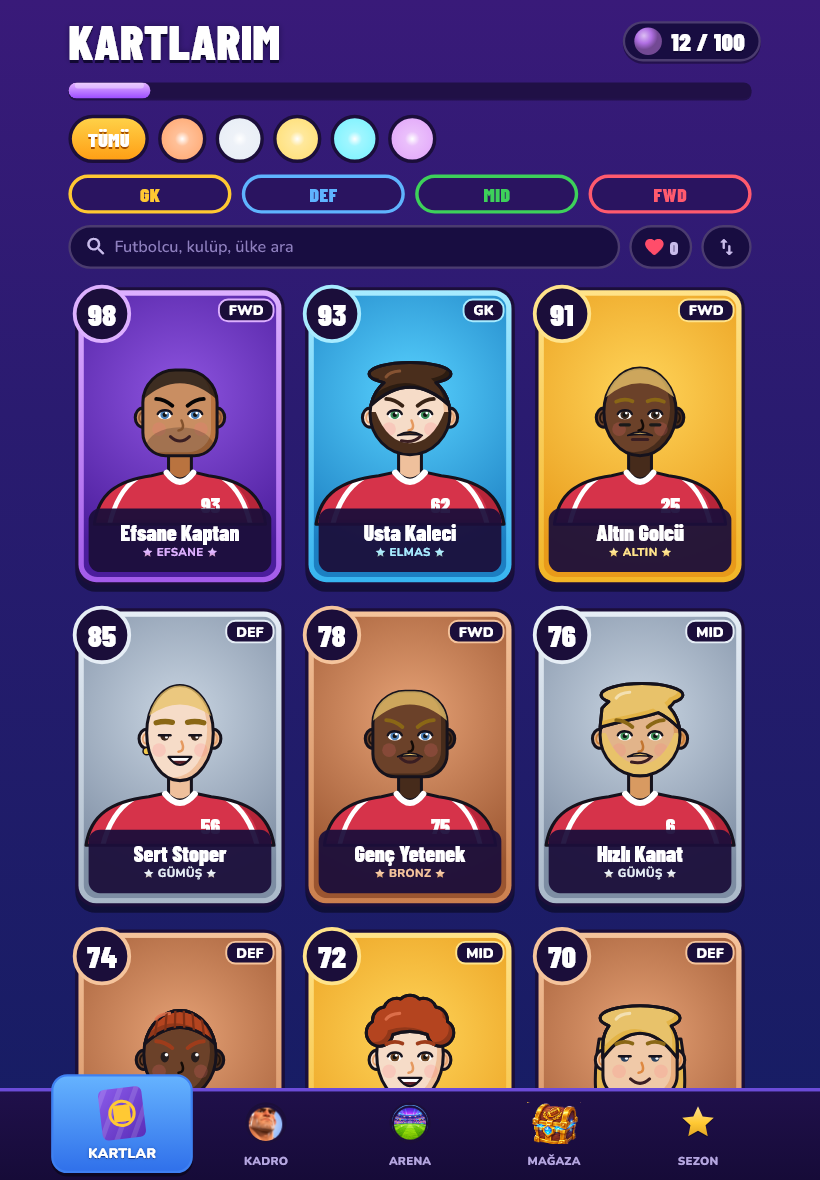 KARTLARIM
12 / 100
TÜMÜ
GK DEF MID FWD
Futbolcu, kulüp, ülke ara
0
98 FWD
93
Efsane Kaptan
★ EFSANE ★
93 GK
62
Usta Kaleci
★ ELMAS ★
91 FWD
25
Altın Golcü
★ ALTIN ★
85 DEF
56
Sert Stoper
★ GÜMÜŞ ★
78 FWD
75
Genç Yetenek
★ BRONZ ★
76 MID
6
Hızlı Kanat
★ GÜMÜŞ ★
74 DEF
72 MID
70 DEF
KARTLAR KADRO ARENA MAĞAZA SEZON